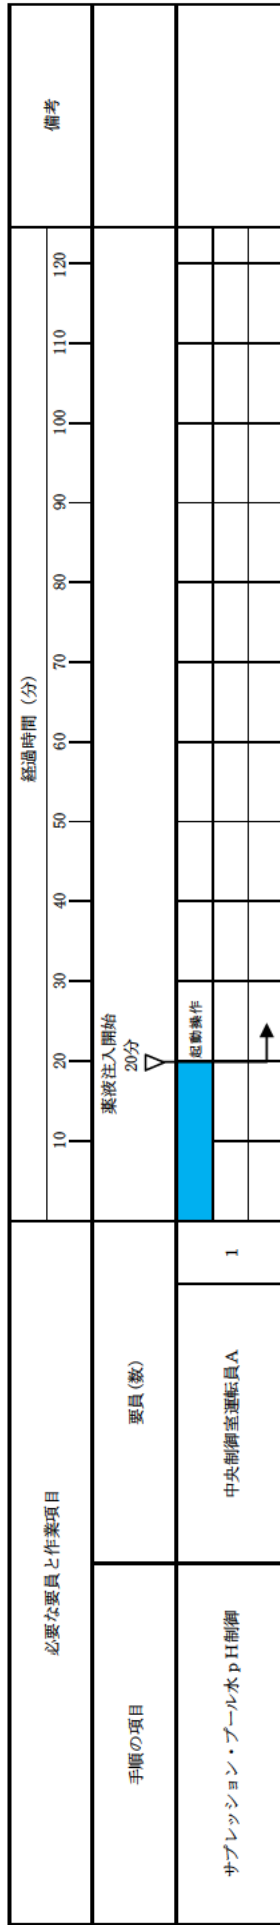 必要な要員と作業項目
経過時間（分）
備考
10 20 30 40 50 60 70 80 90 100 110 120
手順の項目
要員(数)
薬液注入開始
20分
サプレッション・プール水ｐＨ制御
中央制御室運転員Ａ
1
起動操作